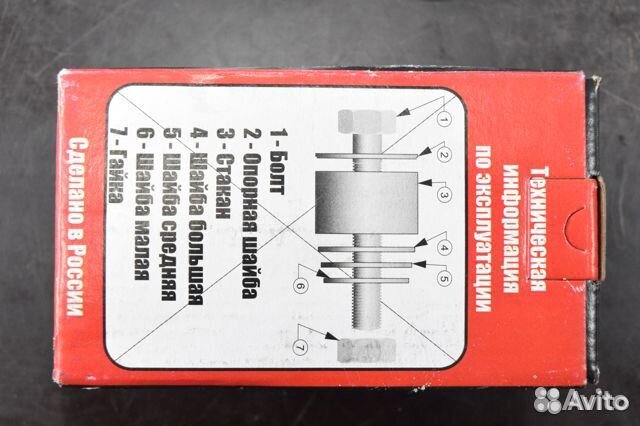 Техническая
информация
по эксплуатации
1
2
3
4
5
6
7
1 - Болт
2 - Опорная шайба
3 - Стакан
4 - Шайба большая
5 - Шайба средняя
6 - Шайба малая
7 - Гайка
Сделано в России
Avito